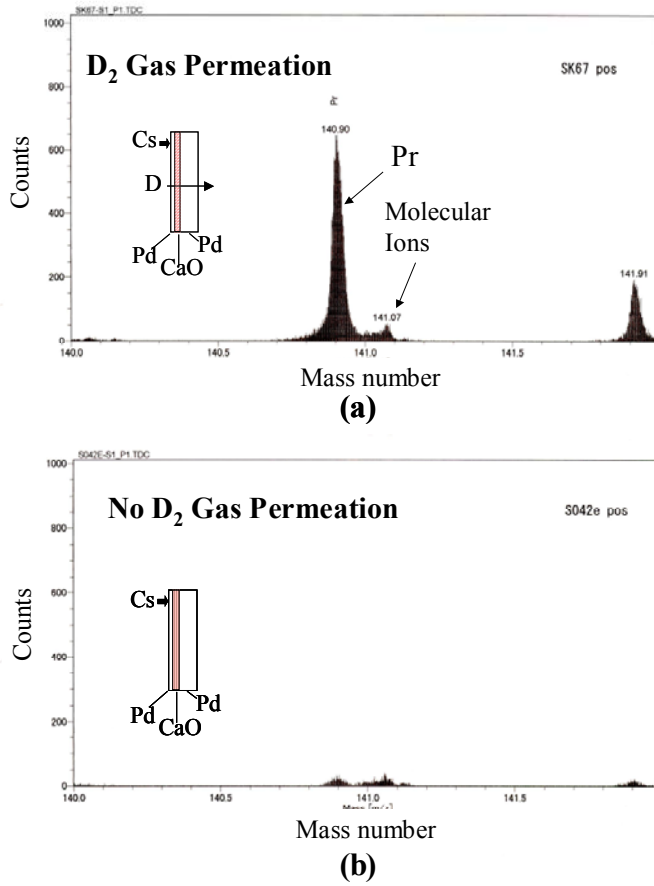 SK67-S1_P1.TDC
1000
D2 Gas Permeation
SK67 pos
Pr
800
140.90
Cs
600
Pr
Counts
D
Molecular
Ions
400
Pd
Pd
CaO
141.91
200
141.07
0
140.0 140.5 141.0 141.5
Mass number
(a)
S042E-S1_P1.TDC
1000
No D2 Gas Permeation
S042e pos
800
Cs
600
Counts
400
Pd
Pd
CaO
200
0
140.0 140.5 141.0 141.5
Mass number
(b)